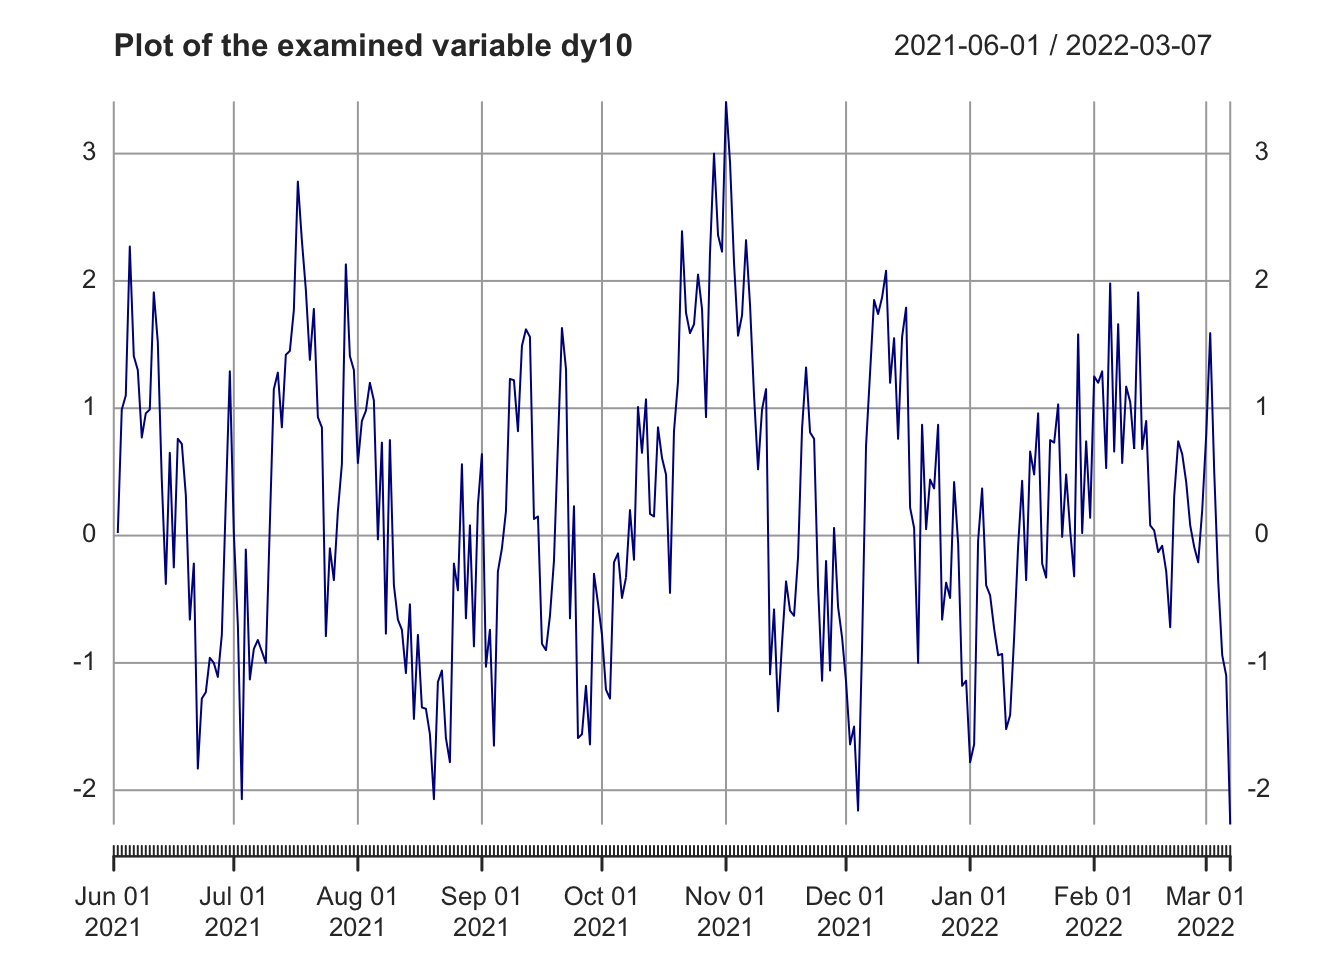 Plot of the examined variable dy10 2021-06-01 / 2022-03-07
3 3
2 2
1 1
0 0
-1 -1
-2 -2
Jun 01 Jul 01 Aug 01 Sep 01 Oct 01 Nov 01 Dec 01 Jan 01 Feb 01 Mar 01
2021 2021 2021 2021 2021 2021 2021 2022 2022 2022